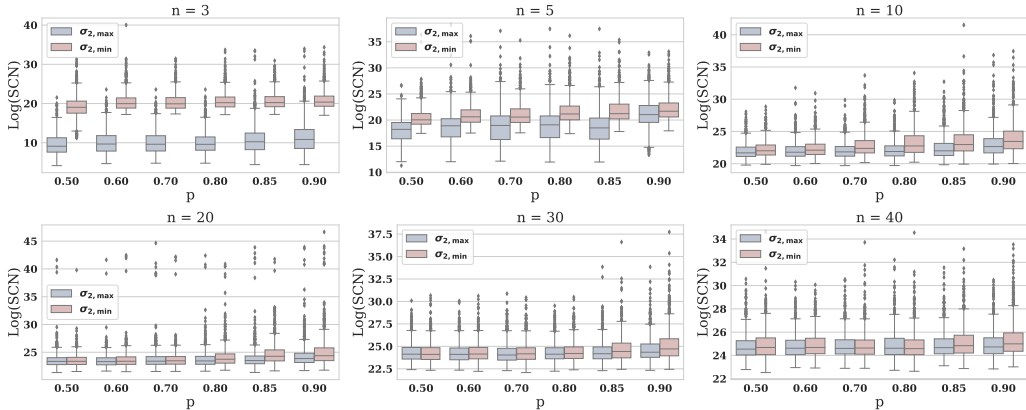 n = 3
40
30
20
10
Log(SCN)
σ2, max
σ2, min
0.50 0.60 0.70 0.80 0.85 0.90
p
n = 5
35
30
25
20
15
10
Log(SCN)
σ2, max
σ2, min
0.50 0.60 0.70 0.80 0.85 0.90
p
n = 10
40
35
30
25
20
Log(SCN)
σ2, max
σ2, min
0.50 0.60 0.70 0.80 0.85 0.90
p
n = 20
45
40
35
30
25
Log(SCN)
σ2, max
σ2, min
0.50 0.60 0.70 0.80 0.85 0.90
p
n = 30
37.5
35.0
32.5
30.0
27.5
25.0
22.5
Log(SCN)
σ2, max
σ2, min
0.50 0.60 0.70 0.80 0.85 0.90
p
n = 40
34
32
30
28
26
24
22
Log(SCN)
σ2, max
σ2, min
0.50 0.60 0.70 0.80 0.85 0.90
p